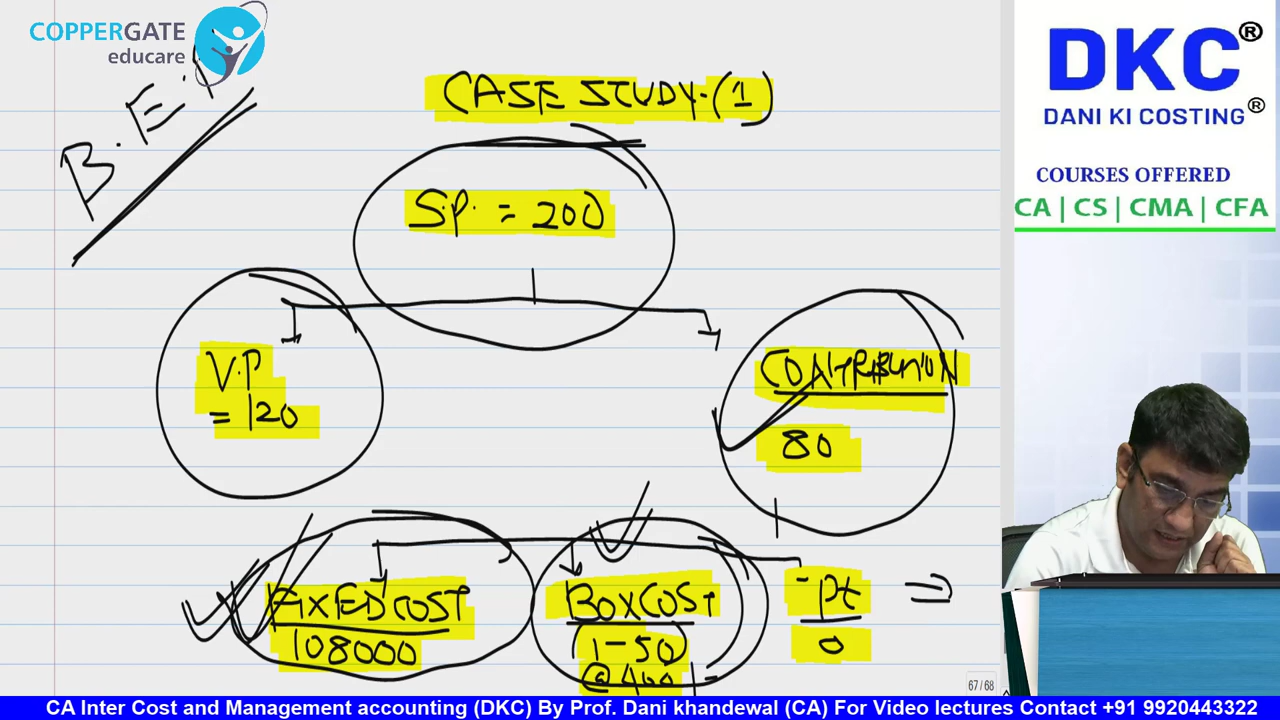 COPPERGATE
educare
B.E.P
CASE STUDY-(1)
S.P. = 200
V.P
= 120
CONTRIBUTION
80
FIXED COST
108000
BOX COST
(1-50)
@ 400/-
- Pt ⇒
0
67 / 68
DKC®
DANI KI COSTING®
COURSES OFFERED
CA | CS | CMA | CFA
CA Inter Cost and Management accounting (DKC) By Prof. Dani khandewal (CA) For Video lectures Contact +91 9920443322